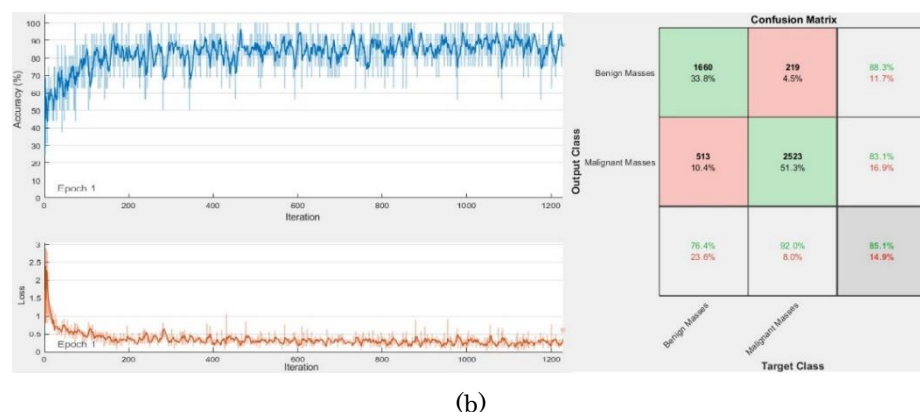 100
90
80
70
60
50
40
30
20
10
0
Accuracy (%)
Epoch 1
0 200 400 600 800 1000 1200
Iteration
3
2.5
2
1.5
1
0.5
0
Loss
Epoch 1
0 200 400 600 800 1000 1200
Iteration
Confusion Matrix
Output Class
Benign Masses
1660
33.8%
219
4.5%
88.3%
11.7%
Malignant Masses
513
10.4%
2523
51.3%
83.1%
16.9%
76.4%
23.6%
92.0%
8.0%
85.1%
14.9%
Benign Masses
Malignant Masses
Target Class
(b)